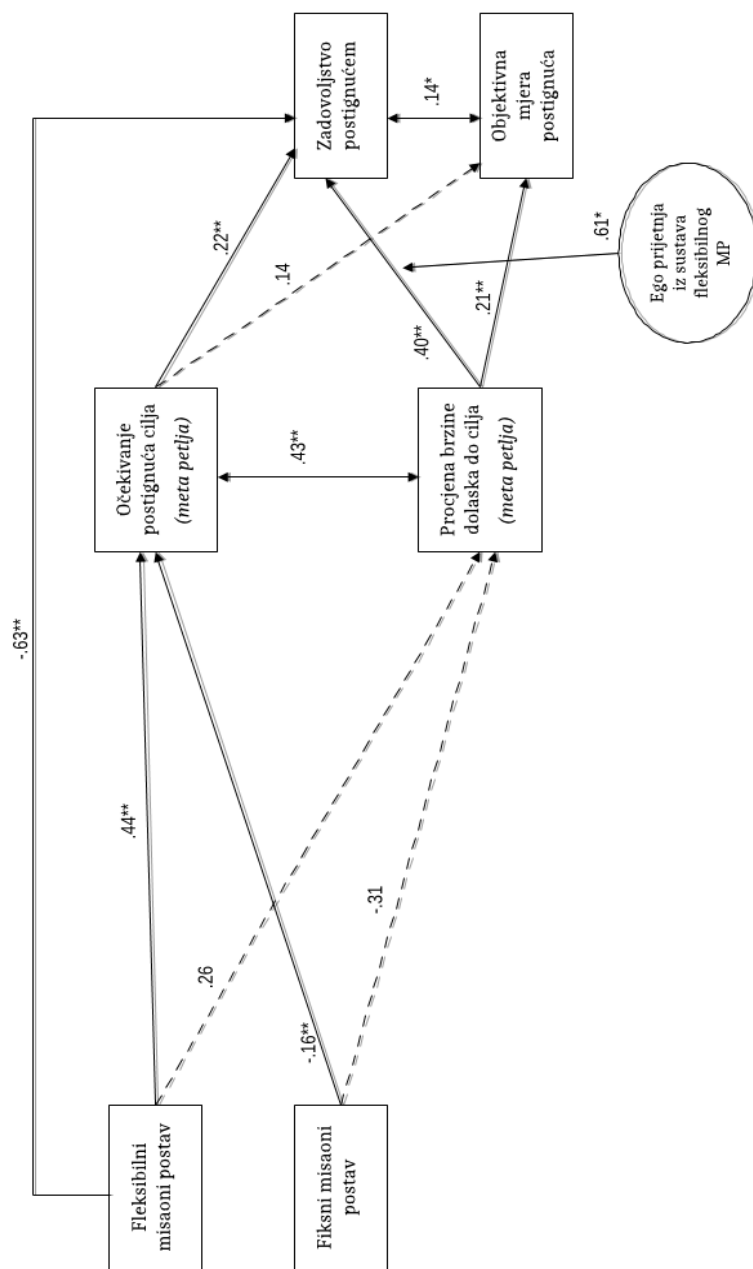 -.63**
Fleksibilni
misaoni postav
Fiksni misaoni
postav
.44**
.26
-.16**
-.31
Očekivanje
postignuća cilja
(meta petlja)
.43**
Procjena brzine
dolaska do cilja
(meta petlja)
.22**
.14
.40**
.21**
Zadovoljstvo
postignućem
.14*
Objektivna
mjera
postignuća
.61*
Ego prijetnja
iz sustava
fleksibilnog
MP